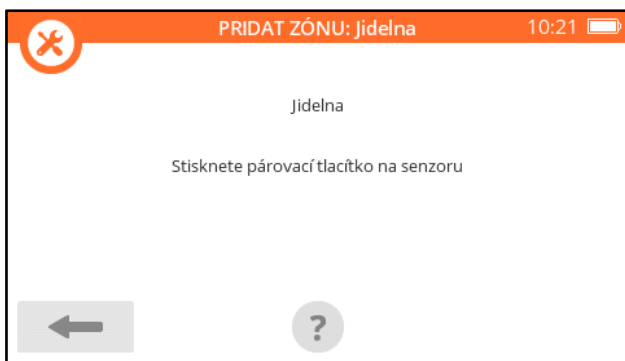 PRIDAT ZÓNU: Jidelna 10:21
Jidelna
Stisknete párovací tlacítko na senzoru
?